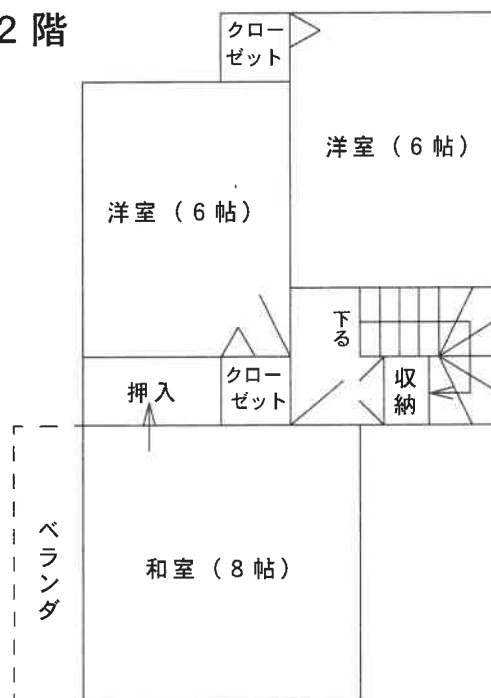 2 階
クロー
ゼット
洋室（6 帖）
洋室（6 帖）
下る
クロー
ゼット
収納
押入
ベランダ
和室（8 帖）